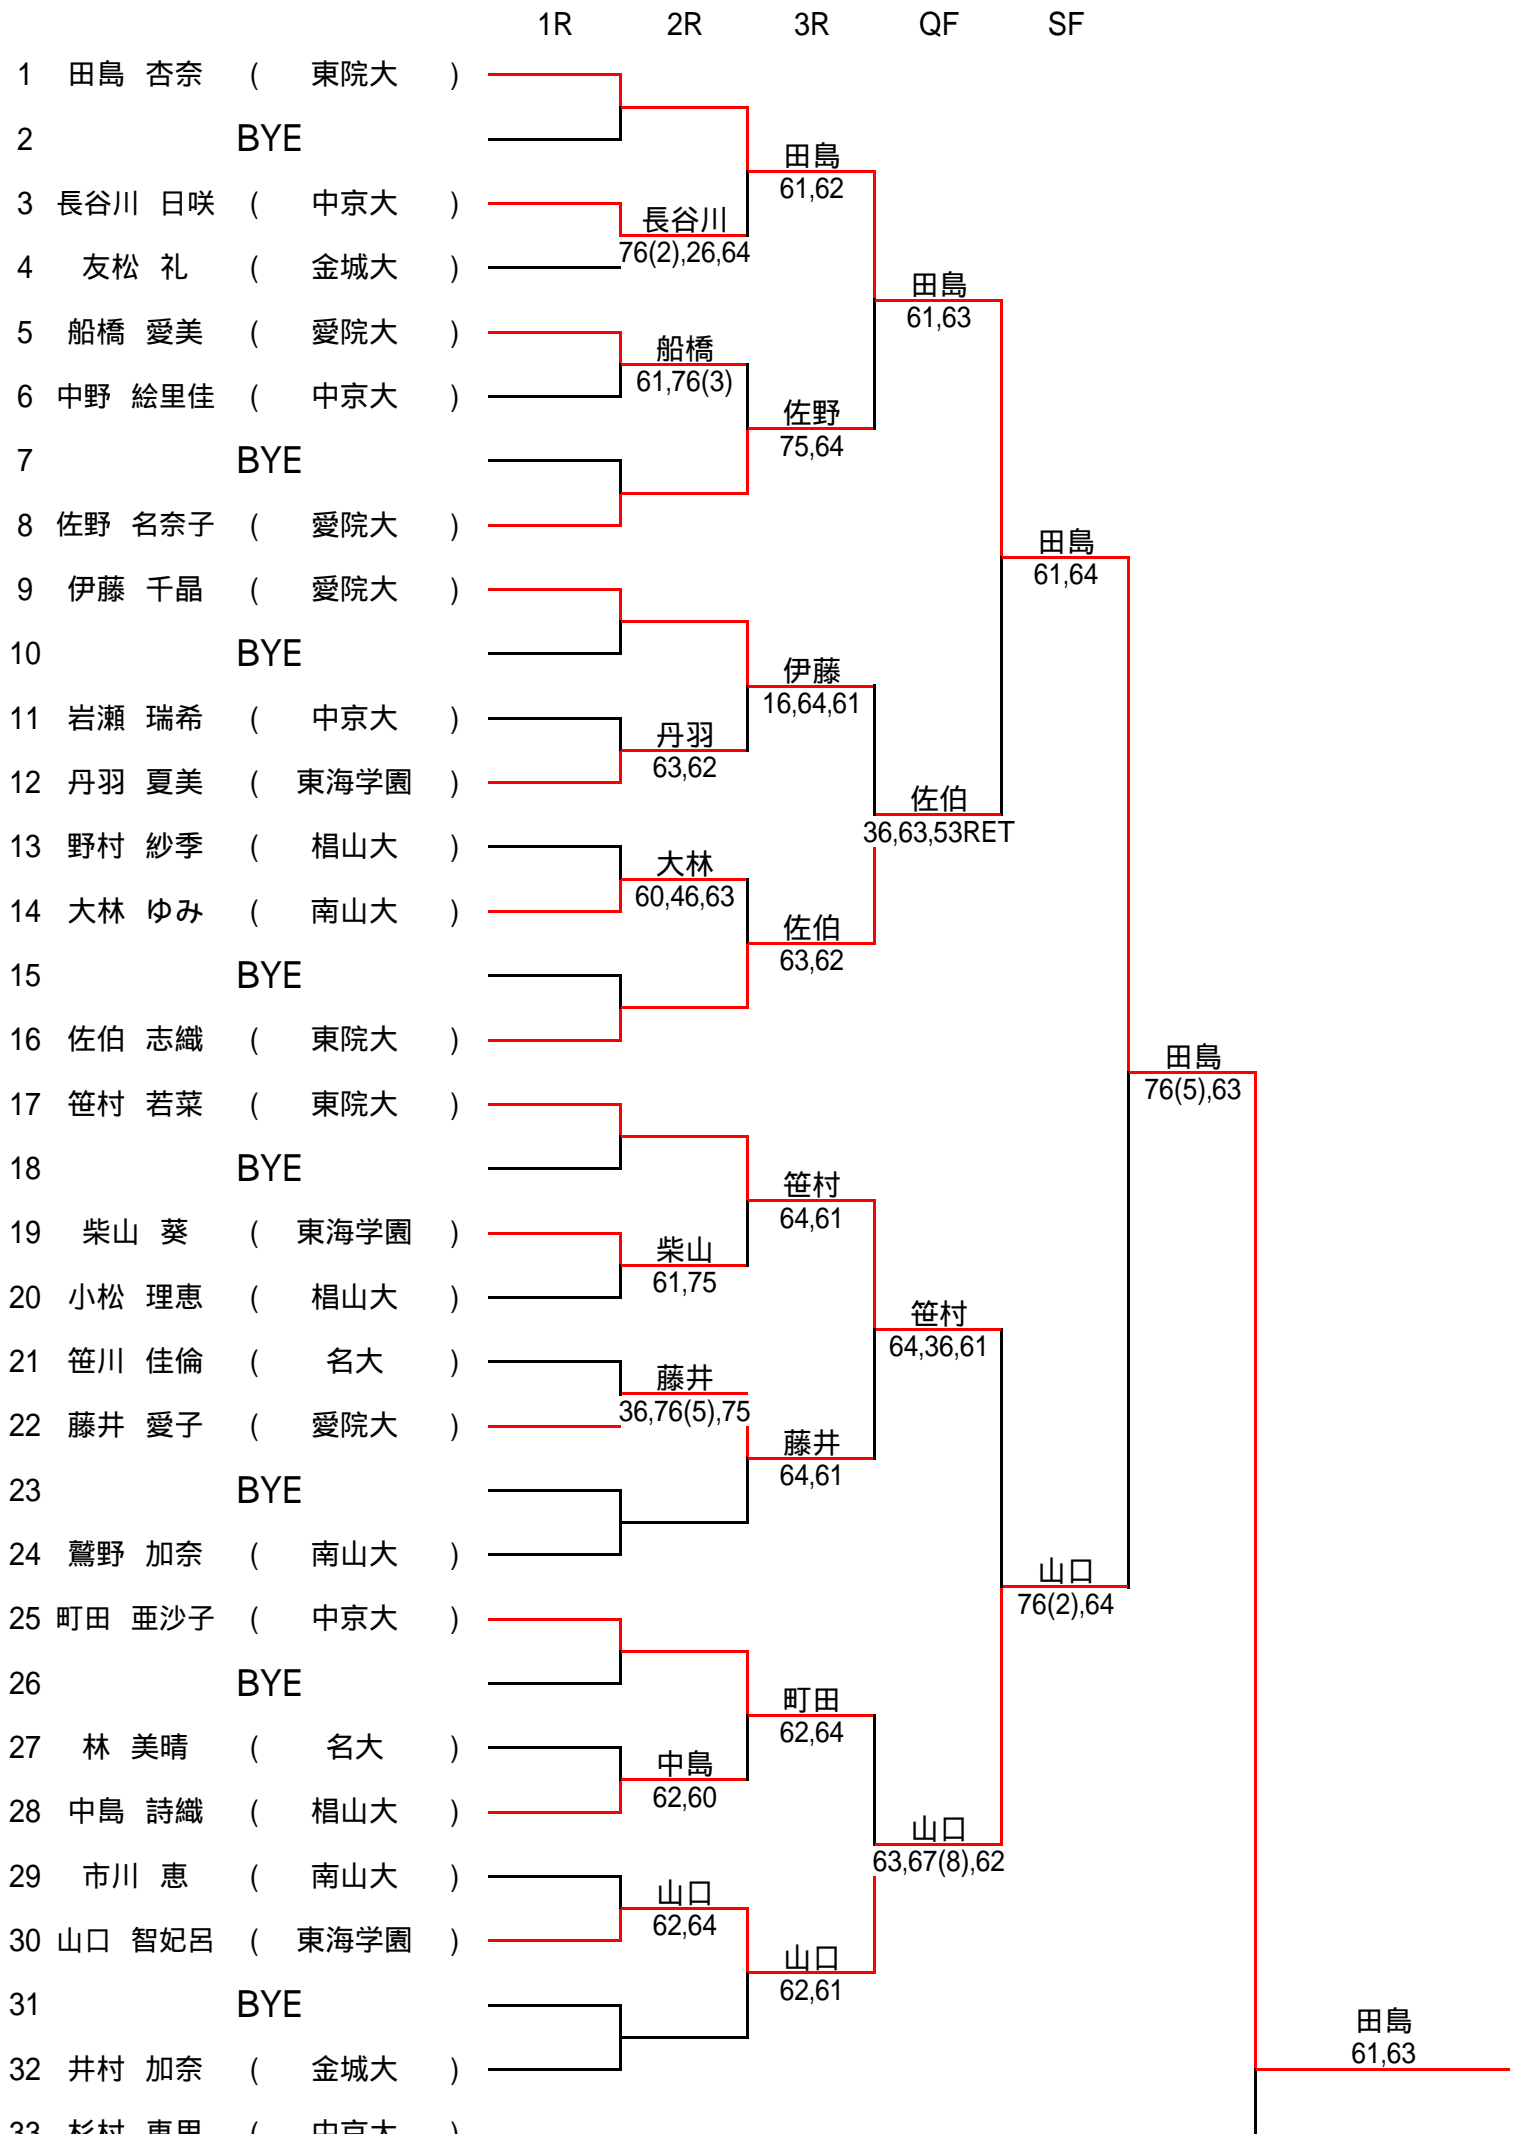 1R 2R 3R QF SF
1 田島 杏奈 ( 東院大 )
2 BYE
田島
61,62
3 長谷川 日咲 ( 中京大 )
長谷川
76(2),26,64
4 友松 礼 ( 金城大 )
田島
61,63
5 船橋 愛美 ( 愛院大 )
船橋
61,76(3)
6 中野 絵里佳 ( 中京大 )
佐野
75,64
7 BYE
8 佐野 名奈子 ( 愛院大 )
田島
61,64
9 伊藤 千晶 ( 愛院大 )
10 BYE
伊藤
16,64,61
11 岩瀬 瑞希 ( 中京大 )
丹羽
63,62
12 丹羽 夏美 ( 東海学園 )
佐伯
36,63,53RET
13 野村 紗季 ( 椙山大 )
大林
60,46,63
14 大林 ゆみ ( 南山大 )
佐伯
63,62
15 BYE
16 佐伯 志織 ( 東院大 )
田島
76(5),63
17 笹村 若菜 ( 東院大 )
18 BYE
笹村
64,61
19 柴山 葵 ( 東海学園 )
柴山
61,75
20 小松 理恵 ( 椙山大 )
笹村
64,36,61
21 笹川 佳倫 ( 名大 )
藤井
36,76(5),75
22 藤井 愛子 ( 愛院大 )
藤井
64,61
23 BYE
24 鷲野 加奈 ( 南山大 )
山口
76(2),64
25 町田 亜沙子 ( 中京大 )
26 BYE
町田
62,64
27 林 美晴 ( 名大 )
中島
62,60
28 中島 詩織 ( 椙山大 )
山口
63,67(8),62
29 市川 恵 ( 南山大 )
山口
62,64
30 山口 智妃呂 ( 東海学園 )
山口
62,61
31 BYE
田島
61,63
32 井村 加奈 ( 金城大 )